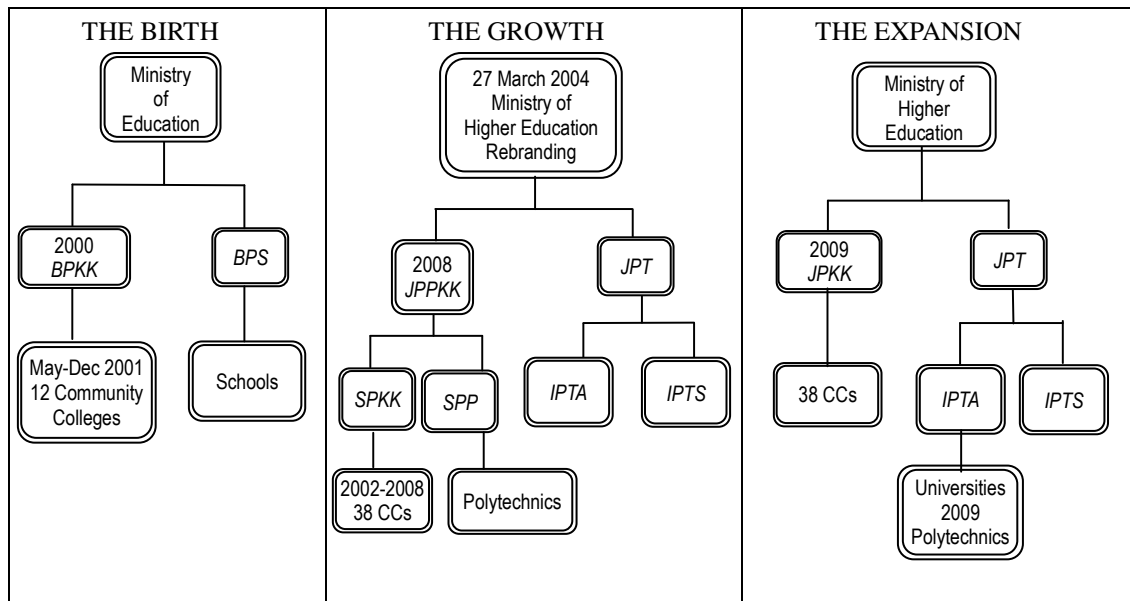 THE BIRTH
Ministry
of
Education
2000
BPKK
BPS
May-Dec 2001
12 Community
Colleges
Schools
THE GROWTH
27 March 2004
Ministry of
Higher Education
Rebranding
2008
JPPKK
JPT
SPKK
SPP
IPTA
IPTS
2002-2008
38 CCs
Polytechnics
THE EXPANSION
Ministry of
Higher
Education
2009
JPKK
JPT
38 CCs
IPTA
IPTS
Universities
2009
Polytechnics